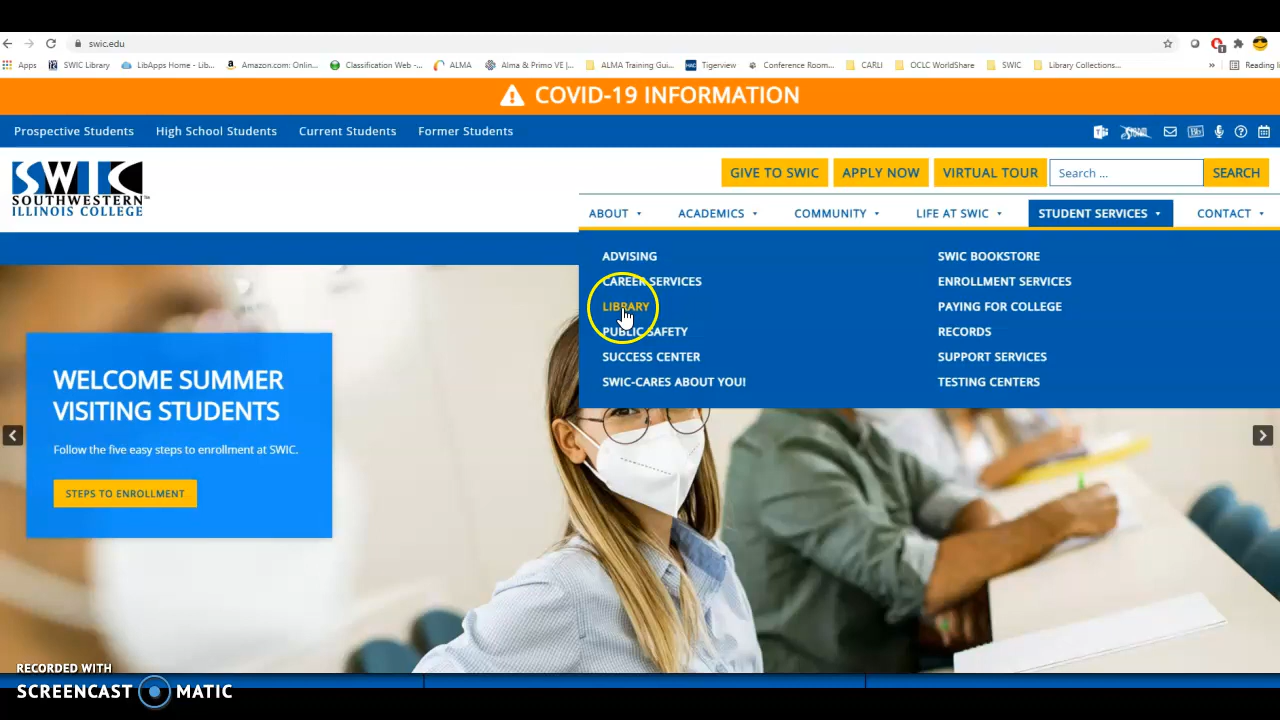 swic.edu
Apps SWIC Library LibApps Home - Lib... Amazon.com: Onlin... Classification Web -... ALMA Alma & Primo VE |... ALMA Training Gui... HAC Tigerview Conference Room... CARLI OCLC WorldShare SWIC Library Collections... » Reading li
COVID-19 INFORMATION
Prospective Students High School Students Current Students Former Students
SWIC
SOUTHWESTERN
ILLINOIS COLLEGE
GIVE TO SWIC APPLY NOW VIRTUAL TOUR Search ... SEARCH
ABOUT ACADEMICS COMMUNITY LIFE AT SWIC STUDENT SERVICES CONTACT
ADVISING SWIC BOOKSTORE
CAREER SERVICES ENROLLMENT SERVICES
LIBRARY PAYING FOR COLLEGE
PUBLIC SAFETY RECORDS
SUCCESS CENTER SUPPORT SERVICES
SWIC-CARES ABOUT YOU! TESTING CENTERS
WELCOME SUMMER
VISITING STUDENTS
Follow the five easy steps to enrollment at SWIC.
STEPS TO ENROLLMENT
RECORDED WITH
SCREENCAST MATIC